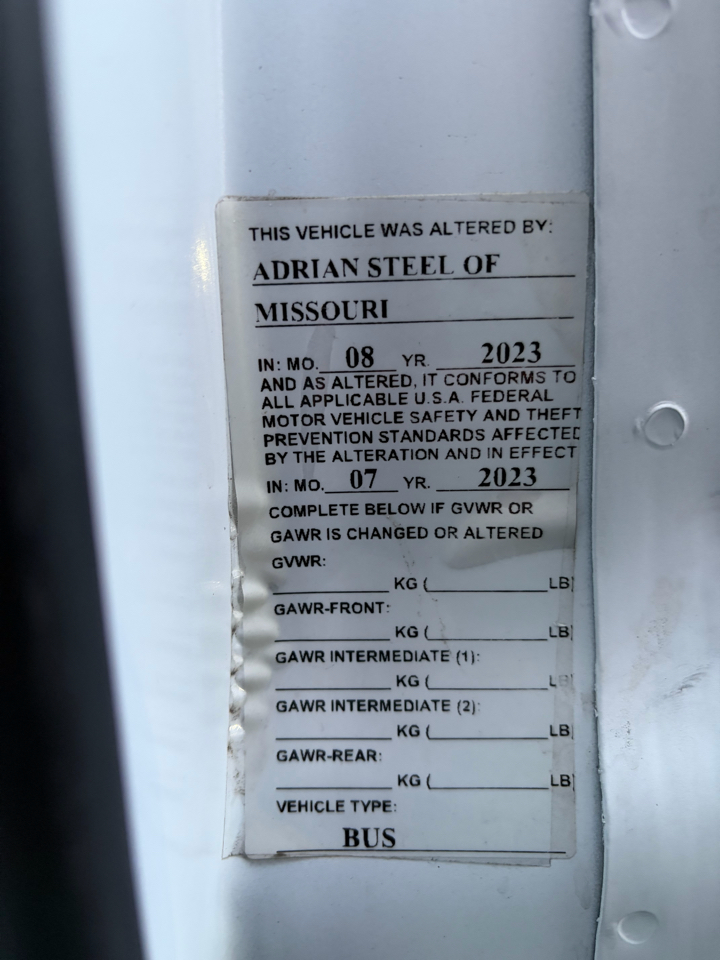 THIS VEHICLE WAS ALTERED BY:
ADRIAN STEEL OF
MISSOURI
IN: MO. 08 YR. 2023
AND AS ALTERED, IT CONFORMS TO
ALL APPLICABLE U.S.A. FEDERAL
MOTOR VEHICLE SAFETY AND THEFT
PREVENTION STANDARDS AFFECTED
BY THE ALTERATION AND IN EFFECT
IN: MO. 07 YR. 2023
COMPLETE BELOW IF GVWR OR
GAWR IS CHANGED OR ALTERED
GVWR:
KG ( LB)
GAWR-FRONT:
KG ( LB)
GAWR INTERMEDIATE (1):
KG ( LB)
GAWR INTERMEDIATE (2):
KG ( LB)
GAWR-REAR:
KG ( LB)
VEHICLE TYPE:
BUS